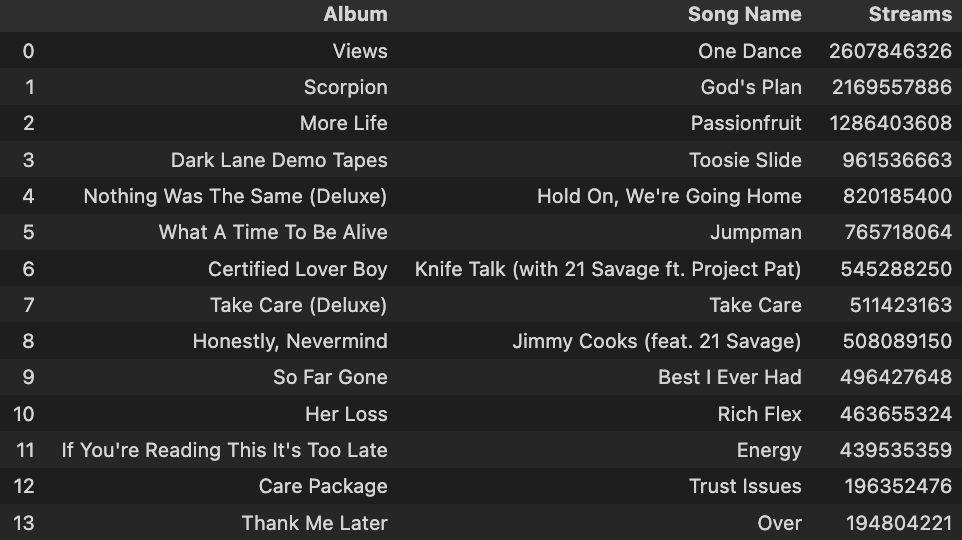 Album Song Name Streams
0 Views One Dance 2607846326
1 Scorpion God's Plan 2169557886
2 More Life Passionfruit 1286403608
3 Dark Lane Demo Tapes Toosie Slide 961536663
4 Nothing Was The Same (Deluxe) Hold On, We're Going Home 820185400
5 What A Time To Be Alive Jumpman 765718064
6 Certified Lover Boy Knife Talk (with 21 Savage ft. Project Pat) 545288250
7 Take Care (Deluxe) Take Care 511423163
8 Honestly, Nevermind Jimmy Cooks (feat. 21 Savage) 508089150
9 So Far Gone Best I Ever Had 496427648
10 Her Loss Rich Flex 463655324
11 If You're Reading This It's Too Late Energy 439535359
12 Care Package Trust Issues 196352476
13 Thank Me Later Over 194804221